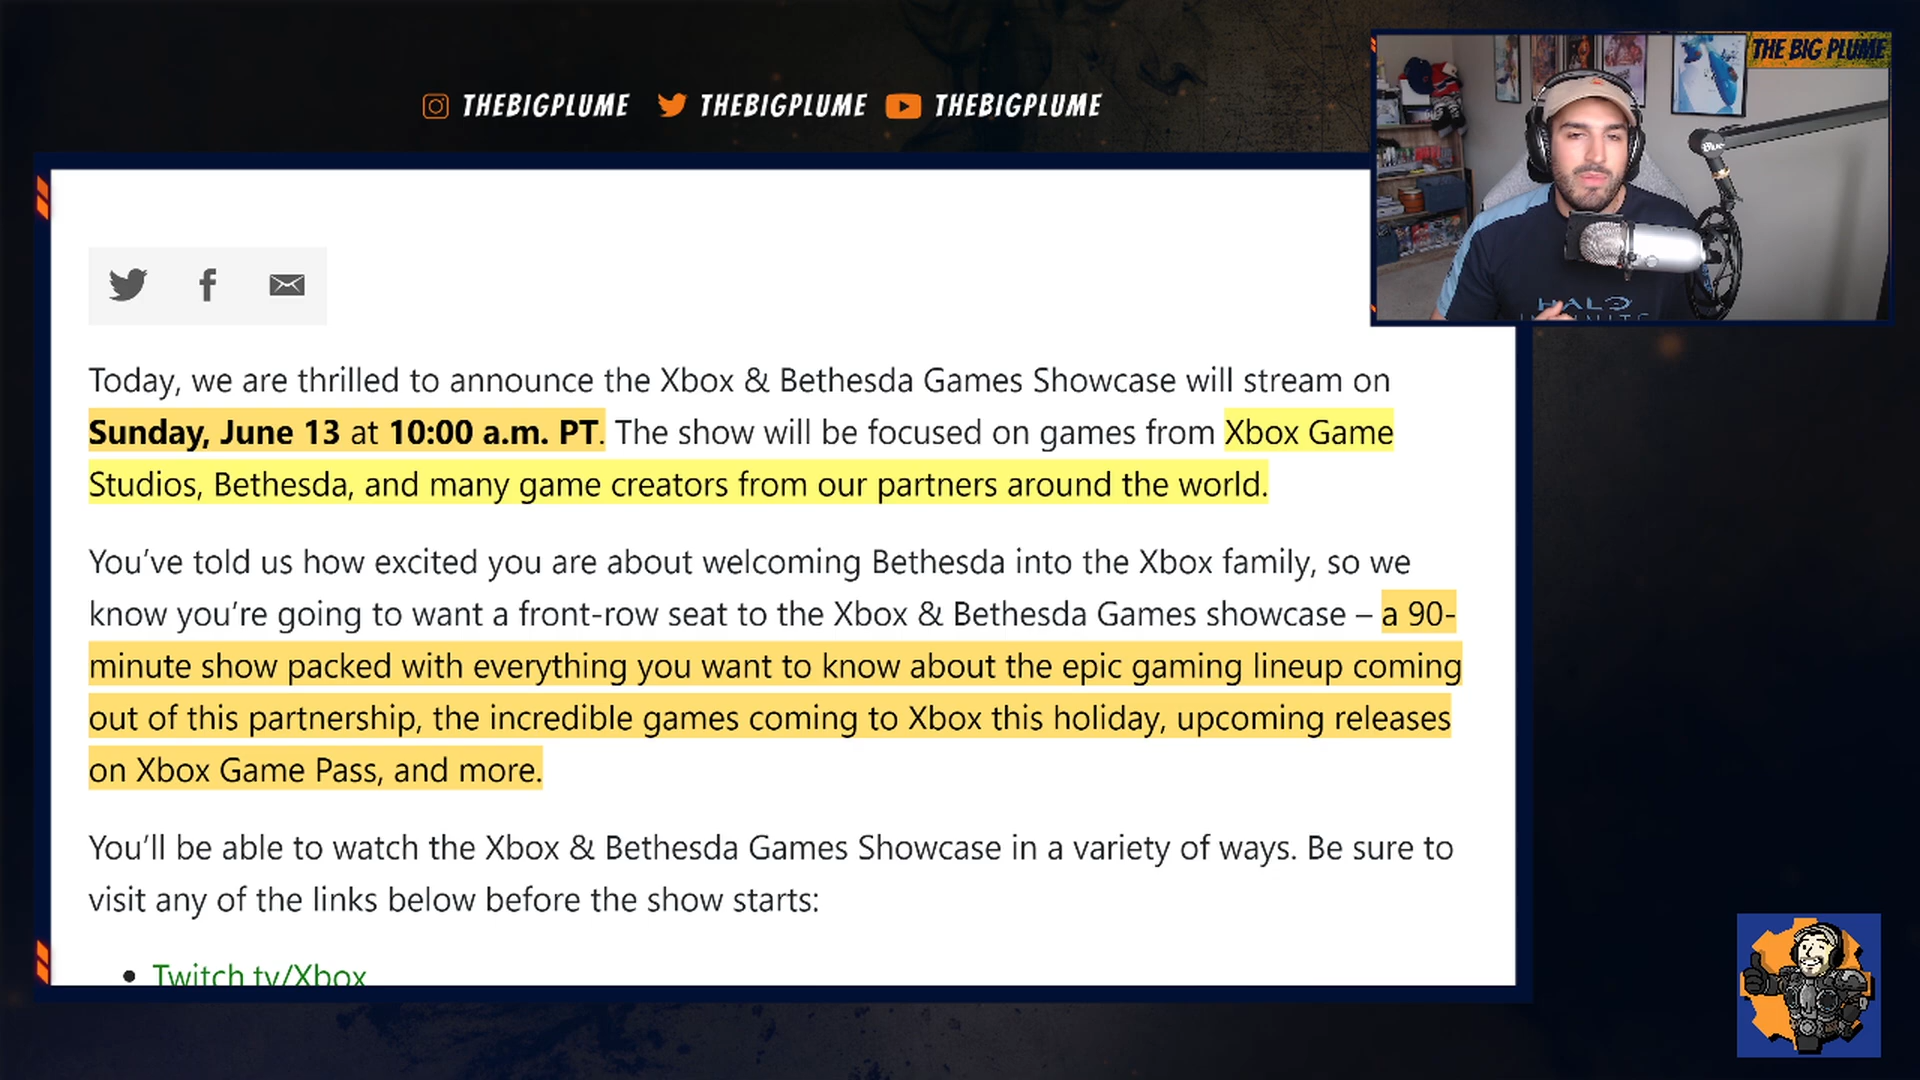 THEBIGPLUME THEBIGPLUME THEBIGPLUME
THE BIG PLUME
Blue
HALO
INFINITE
Today, we are thrilled to announce the Xbox & Bethesda Games Showcase will stream on
Sunday, June 13 at 10:00 a.m. PT. The show will be focused on games from Xbox Game
Studios, Bethesda, and many game creators from our partners around the world.
You’ve told us how excited you are about welcoming Bethesda into the Xbox family, so we
know you’re going to want a front-row seat to the Xbox & Bethesda Games showcase – a 90-
minute show packed with everything you want to know about the epic gaming lineup coming
out of this partnership, the incredible games coming to Xbox this holiday, upcoming releases
on Xbox Game Pass, and more.
You’ll be able to watch the Xbox & Bethesda Games Showcase in a variety of ways. Be sure to
visit any of the links below before the show starts:
• Twitch.tv/Xbox